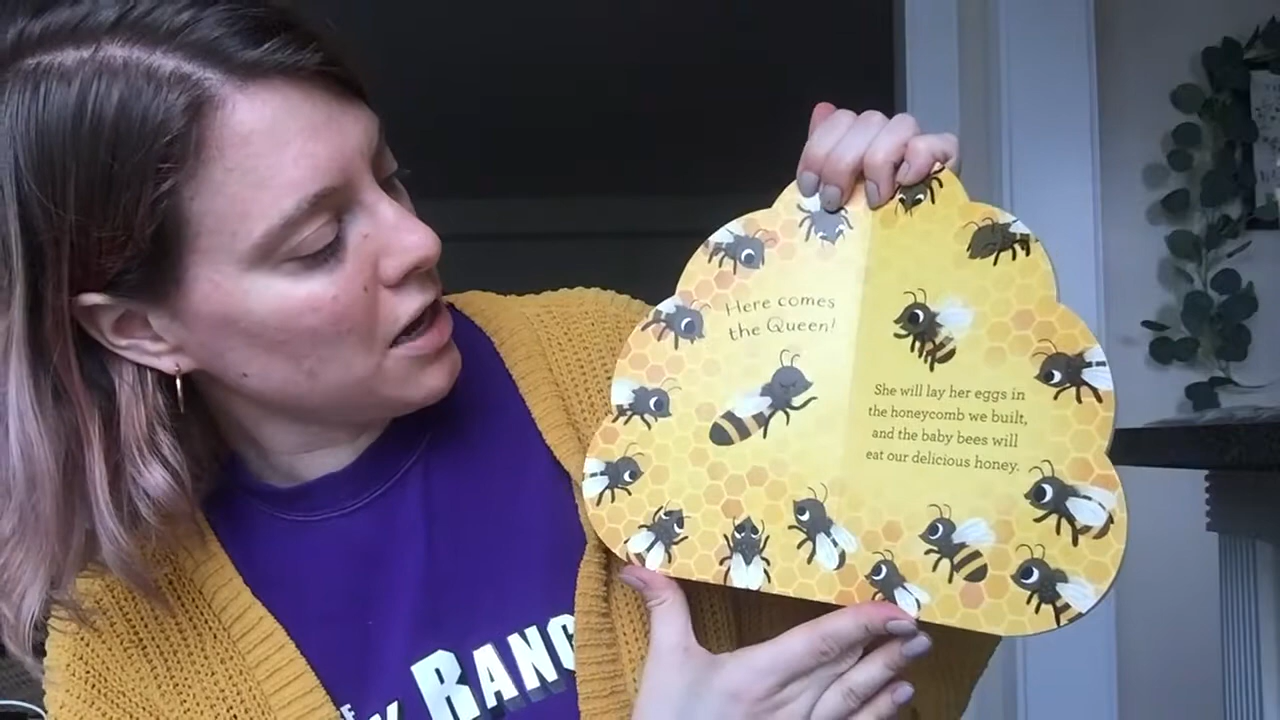 Here comes
the Queen!
She will lay her eggs in
the honeycomb we built,
and the baby bees will
eat our delicious honey.